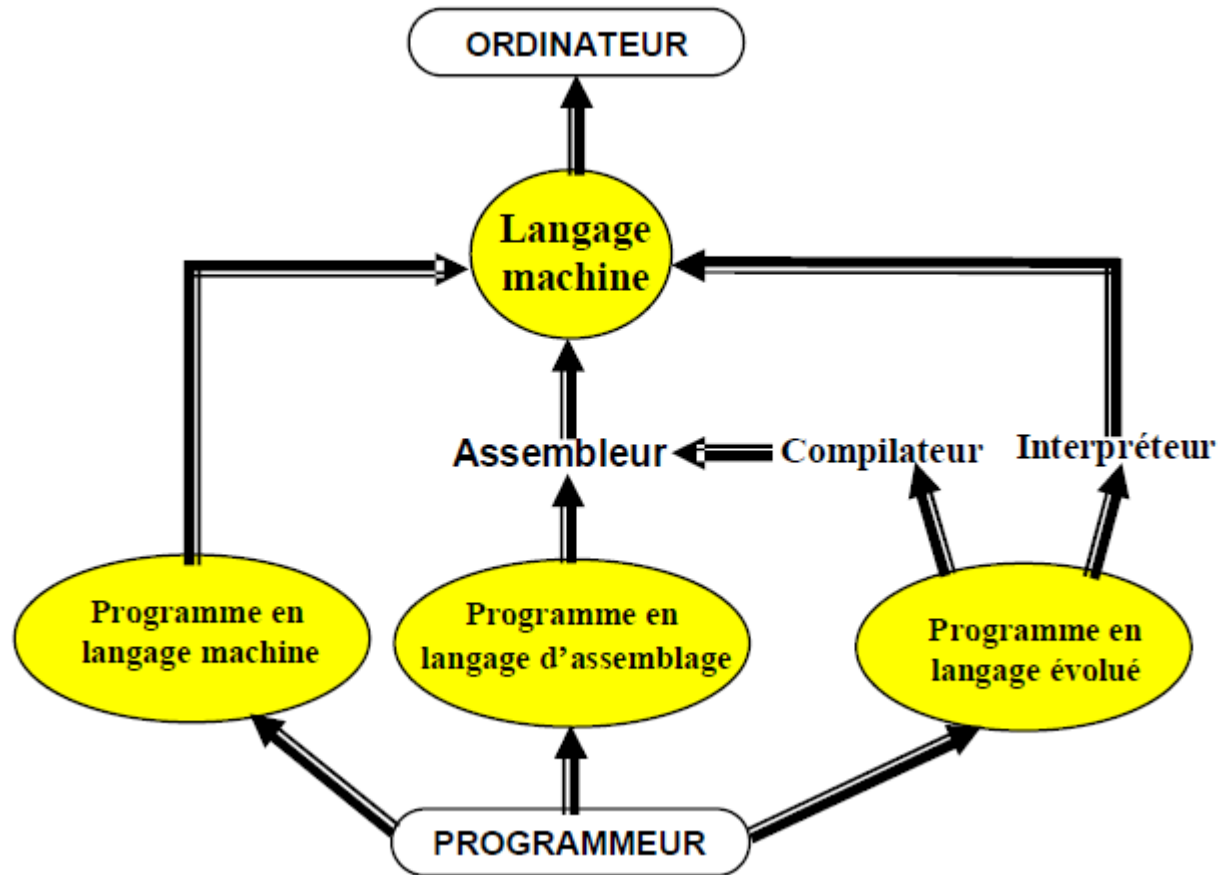 ORDINATEUR
Langage
machine
Assembleur
Compilateur
Interpréteur
Programme en
langage machine
Programme en
langage d'assemblage
Programme en
langage évolué
PROGRAMMEUR